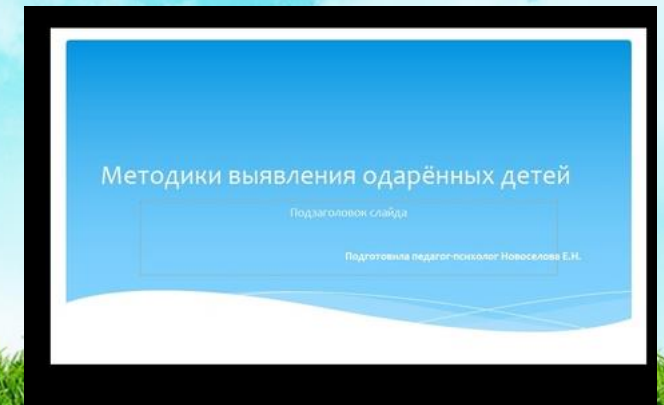 Методики выявления одарённых детей
Подзаголовок слайда
Подготовила педагог-психолог Новоселова Е.Н.